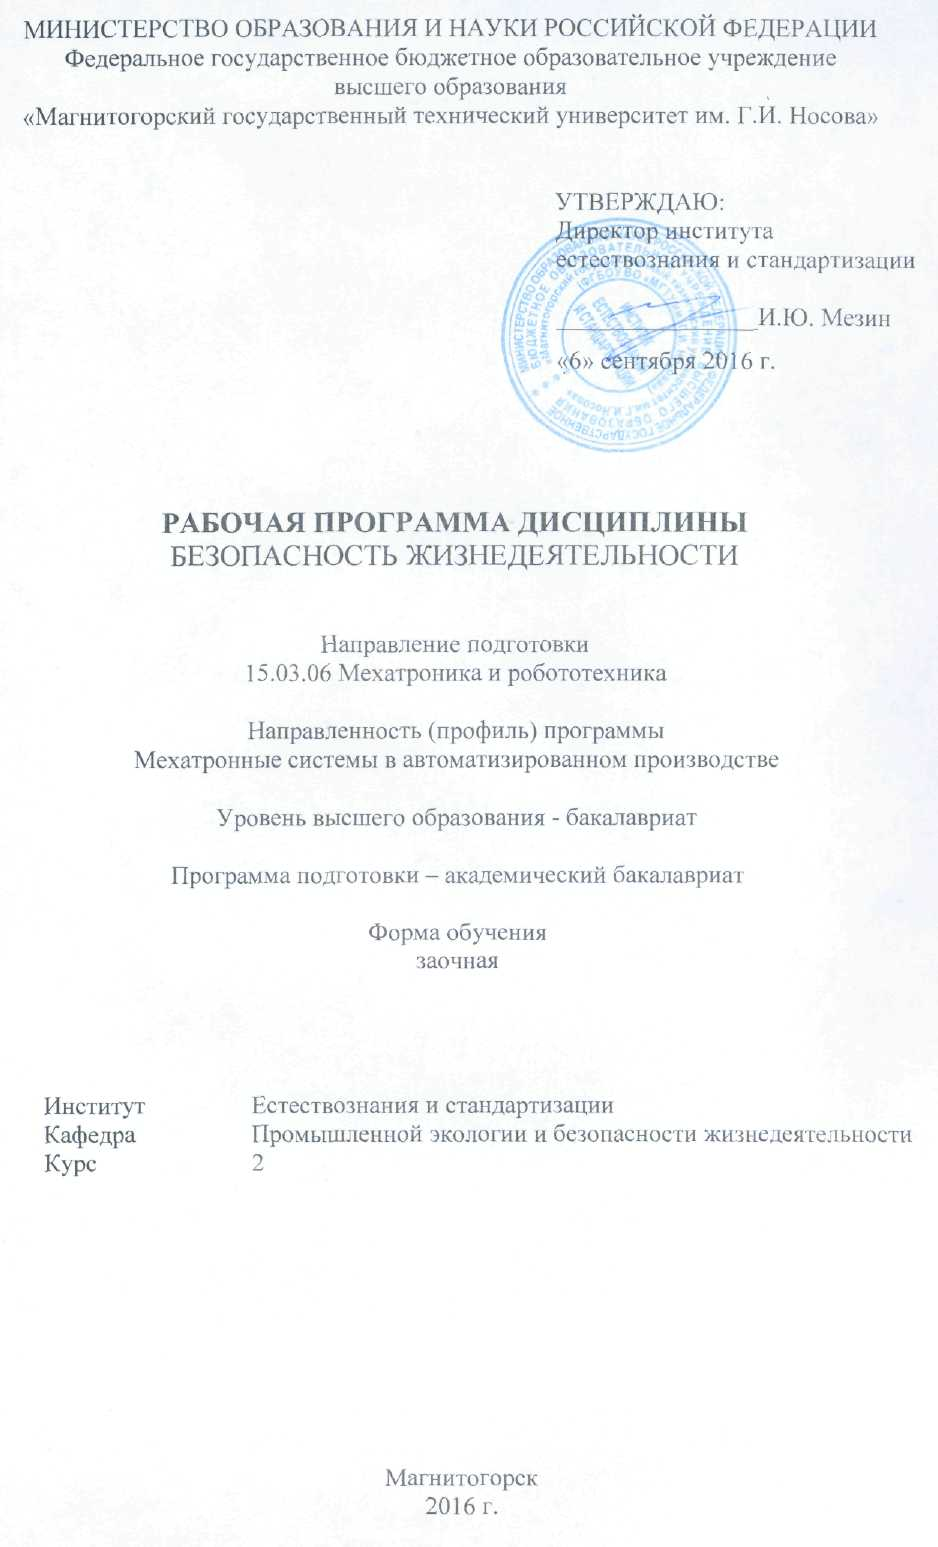 МИНИСТЕРСТВО ОБРАЗОВАНИЯ И НАУКИ РОССИЙСКОЙ ФЕДЕРАЦИИ
Федеральное государственное бюджетное образовательное учреждение
высшего образования
«Магнитогорский государственный технический университет им. Г.И. Носова»
УТВЕРЖДАЮ:
Директор института
естествознания и стандартизации
И.Ю. Мезин
«6» сентября 2016 г.
РАБОЧАЯ ПРОГРАММА ДИСЦИПЛИНЫ
БЕЗОПАСНОСТЬ ЖИЗНЕДЕЯТЕЛЬНОСТИ
Направление подготовки
15.03.06 Мехатроника и робототехника
Направленность (профиль) программы
Мехатронные системы в автоматизированном производстве
Уровень высшего образования - бакалавриат
Программа подготовки – академический бакалавриат
Форма обучения
заочная
Институт Естествознания и стандартизации
Кафедра Промышленной экологии и безопасности жизнедеятельности
Курс 2
Магнитогорск
2016 г.